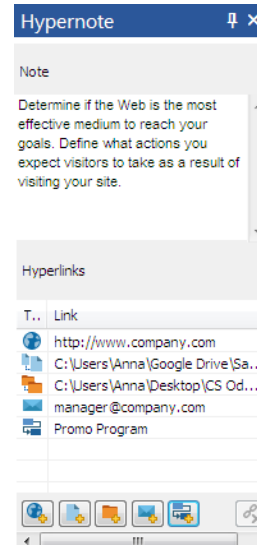 Hypernote
Note
Determine if the Web is the most
effective medium to reach your
goals. Define what actions you
expect visitors to take as a result of
visiting your site.
Hyperlinks
T.. Link
http://www.company.com
C:\Users\Anna\Google Drive\Sa..
C:\Users\Anna\Desktop\CS Od...
manager@company.com
Promo Program